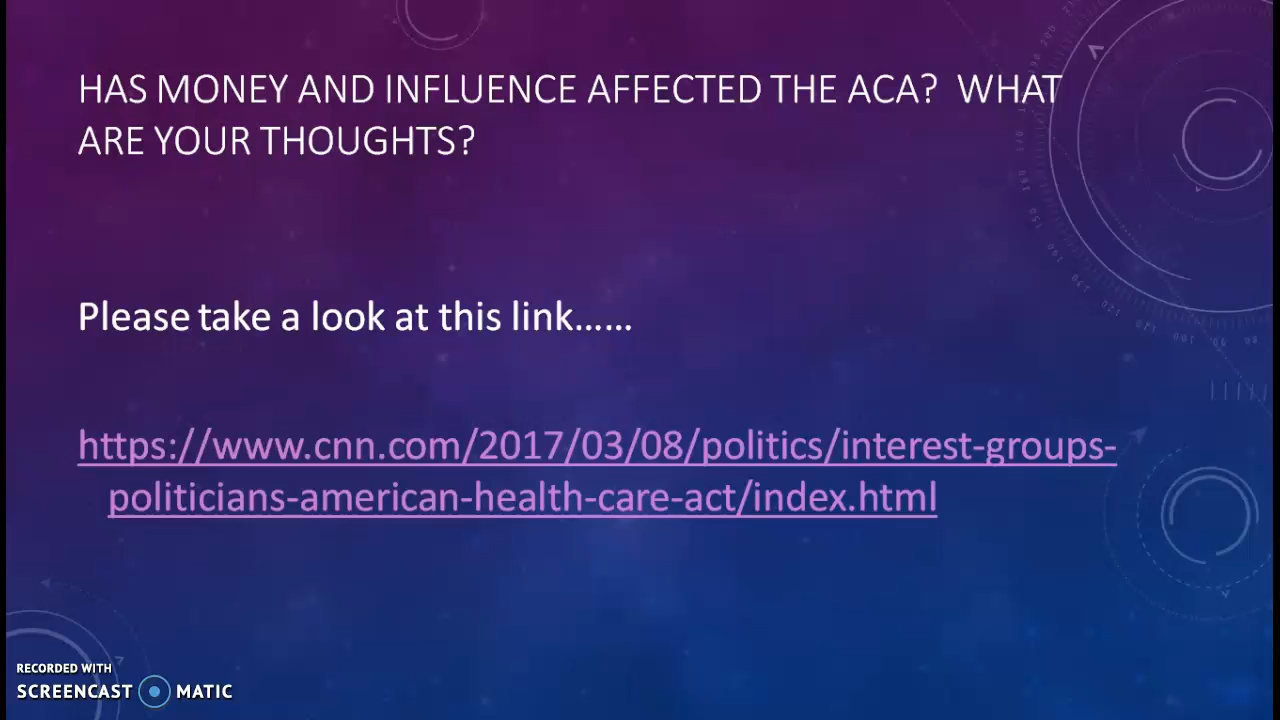 HAS MONEY AND INFLUENCE AFFECTED THE ACA?  WHAT
ARE YOUR THOUGHTS?
Please take a look at this link……
https://www.cnn.com/2017/03/08/politics/interest-groups-
politicians-american-health-care-act/index.html
RECORDED WITH
SCREENCAST MATIC